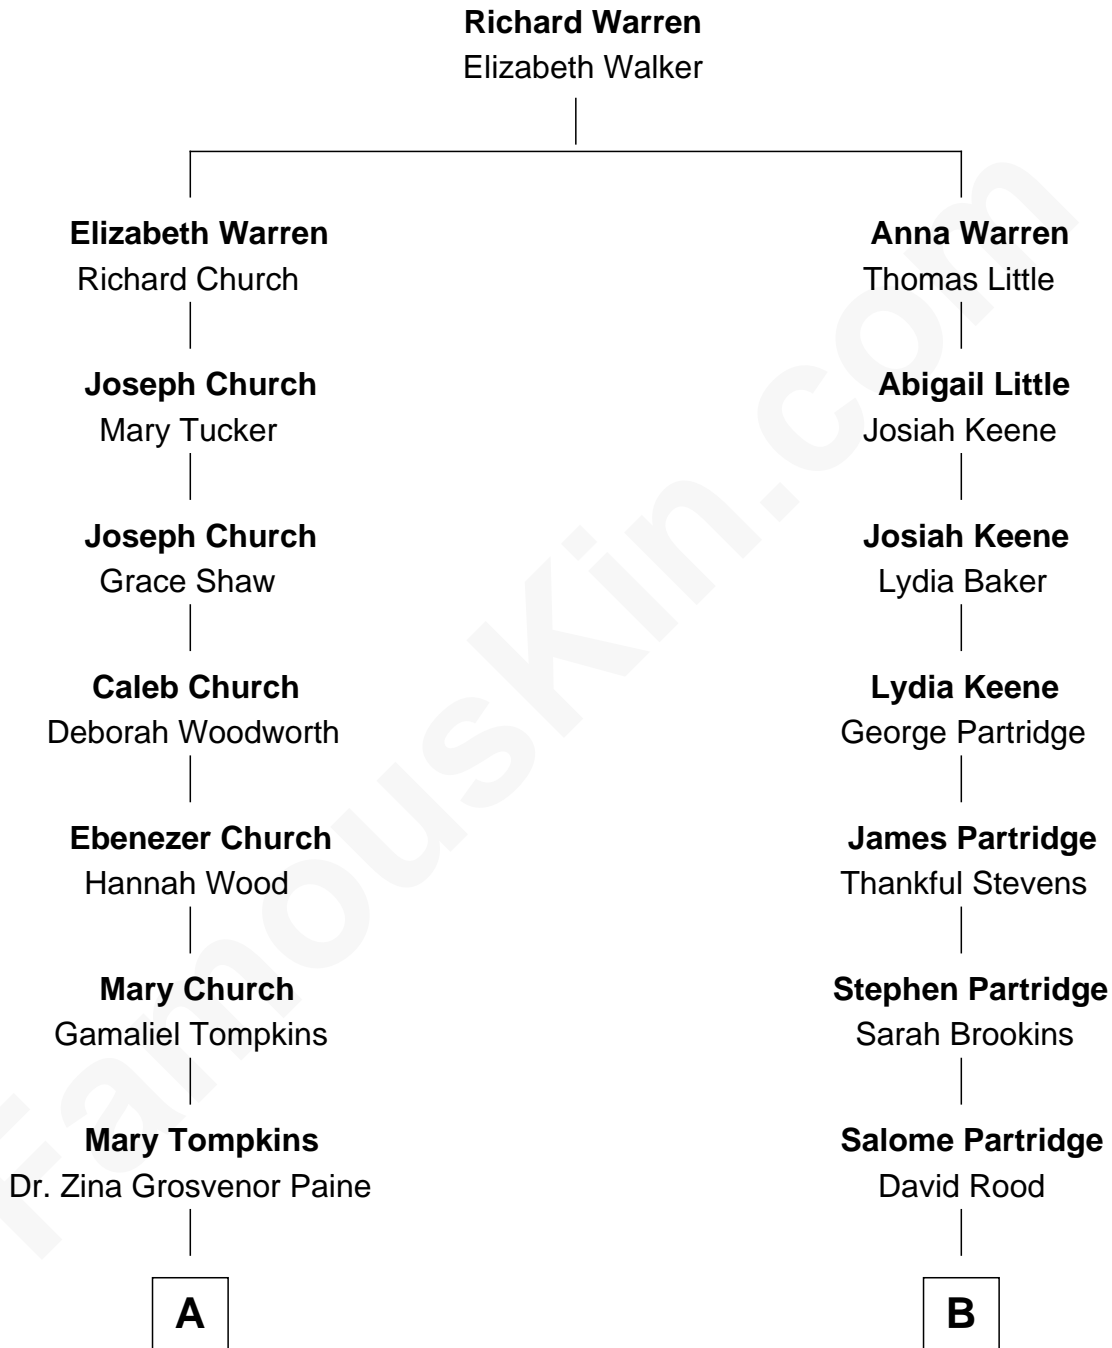 Richard Warren
Elizabeth Walker
Elizabeth Warren
Richard Church
Anna Warren
Thomas Little
Joseph Church
Mary Tucker
Abigail Little
Josiah Keene
Joseph Church
Grace Shaw
Josiah Keene
Lydia Baker
Caleb Church
Deborah Woodworth
Lydia Keene
George Partridge
Ebenezer Church
Hannah Wood
James Partridge
Thankful Stevens
Mary Church
Gamaliel Tompkins
Stephen Partridge
Sarah Brookins
Mary Tompkins
Dr. Zina Grosvenor Paine
Salome Partridge
David Rood
A
B
FamousKin.com